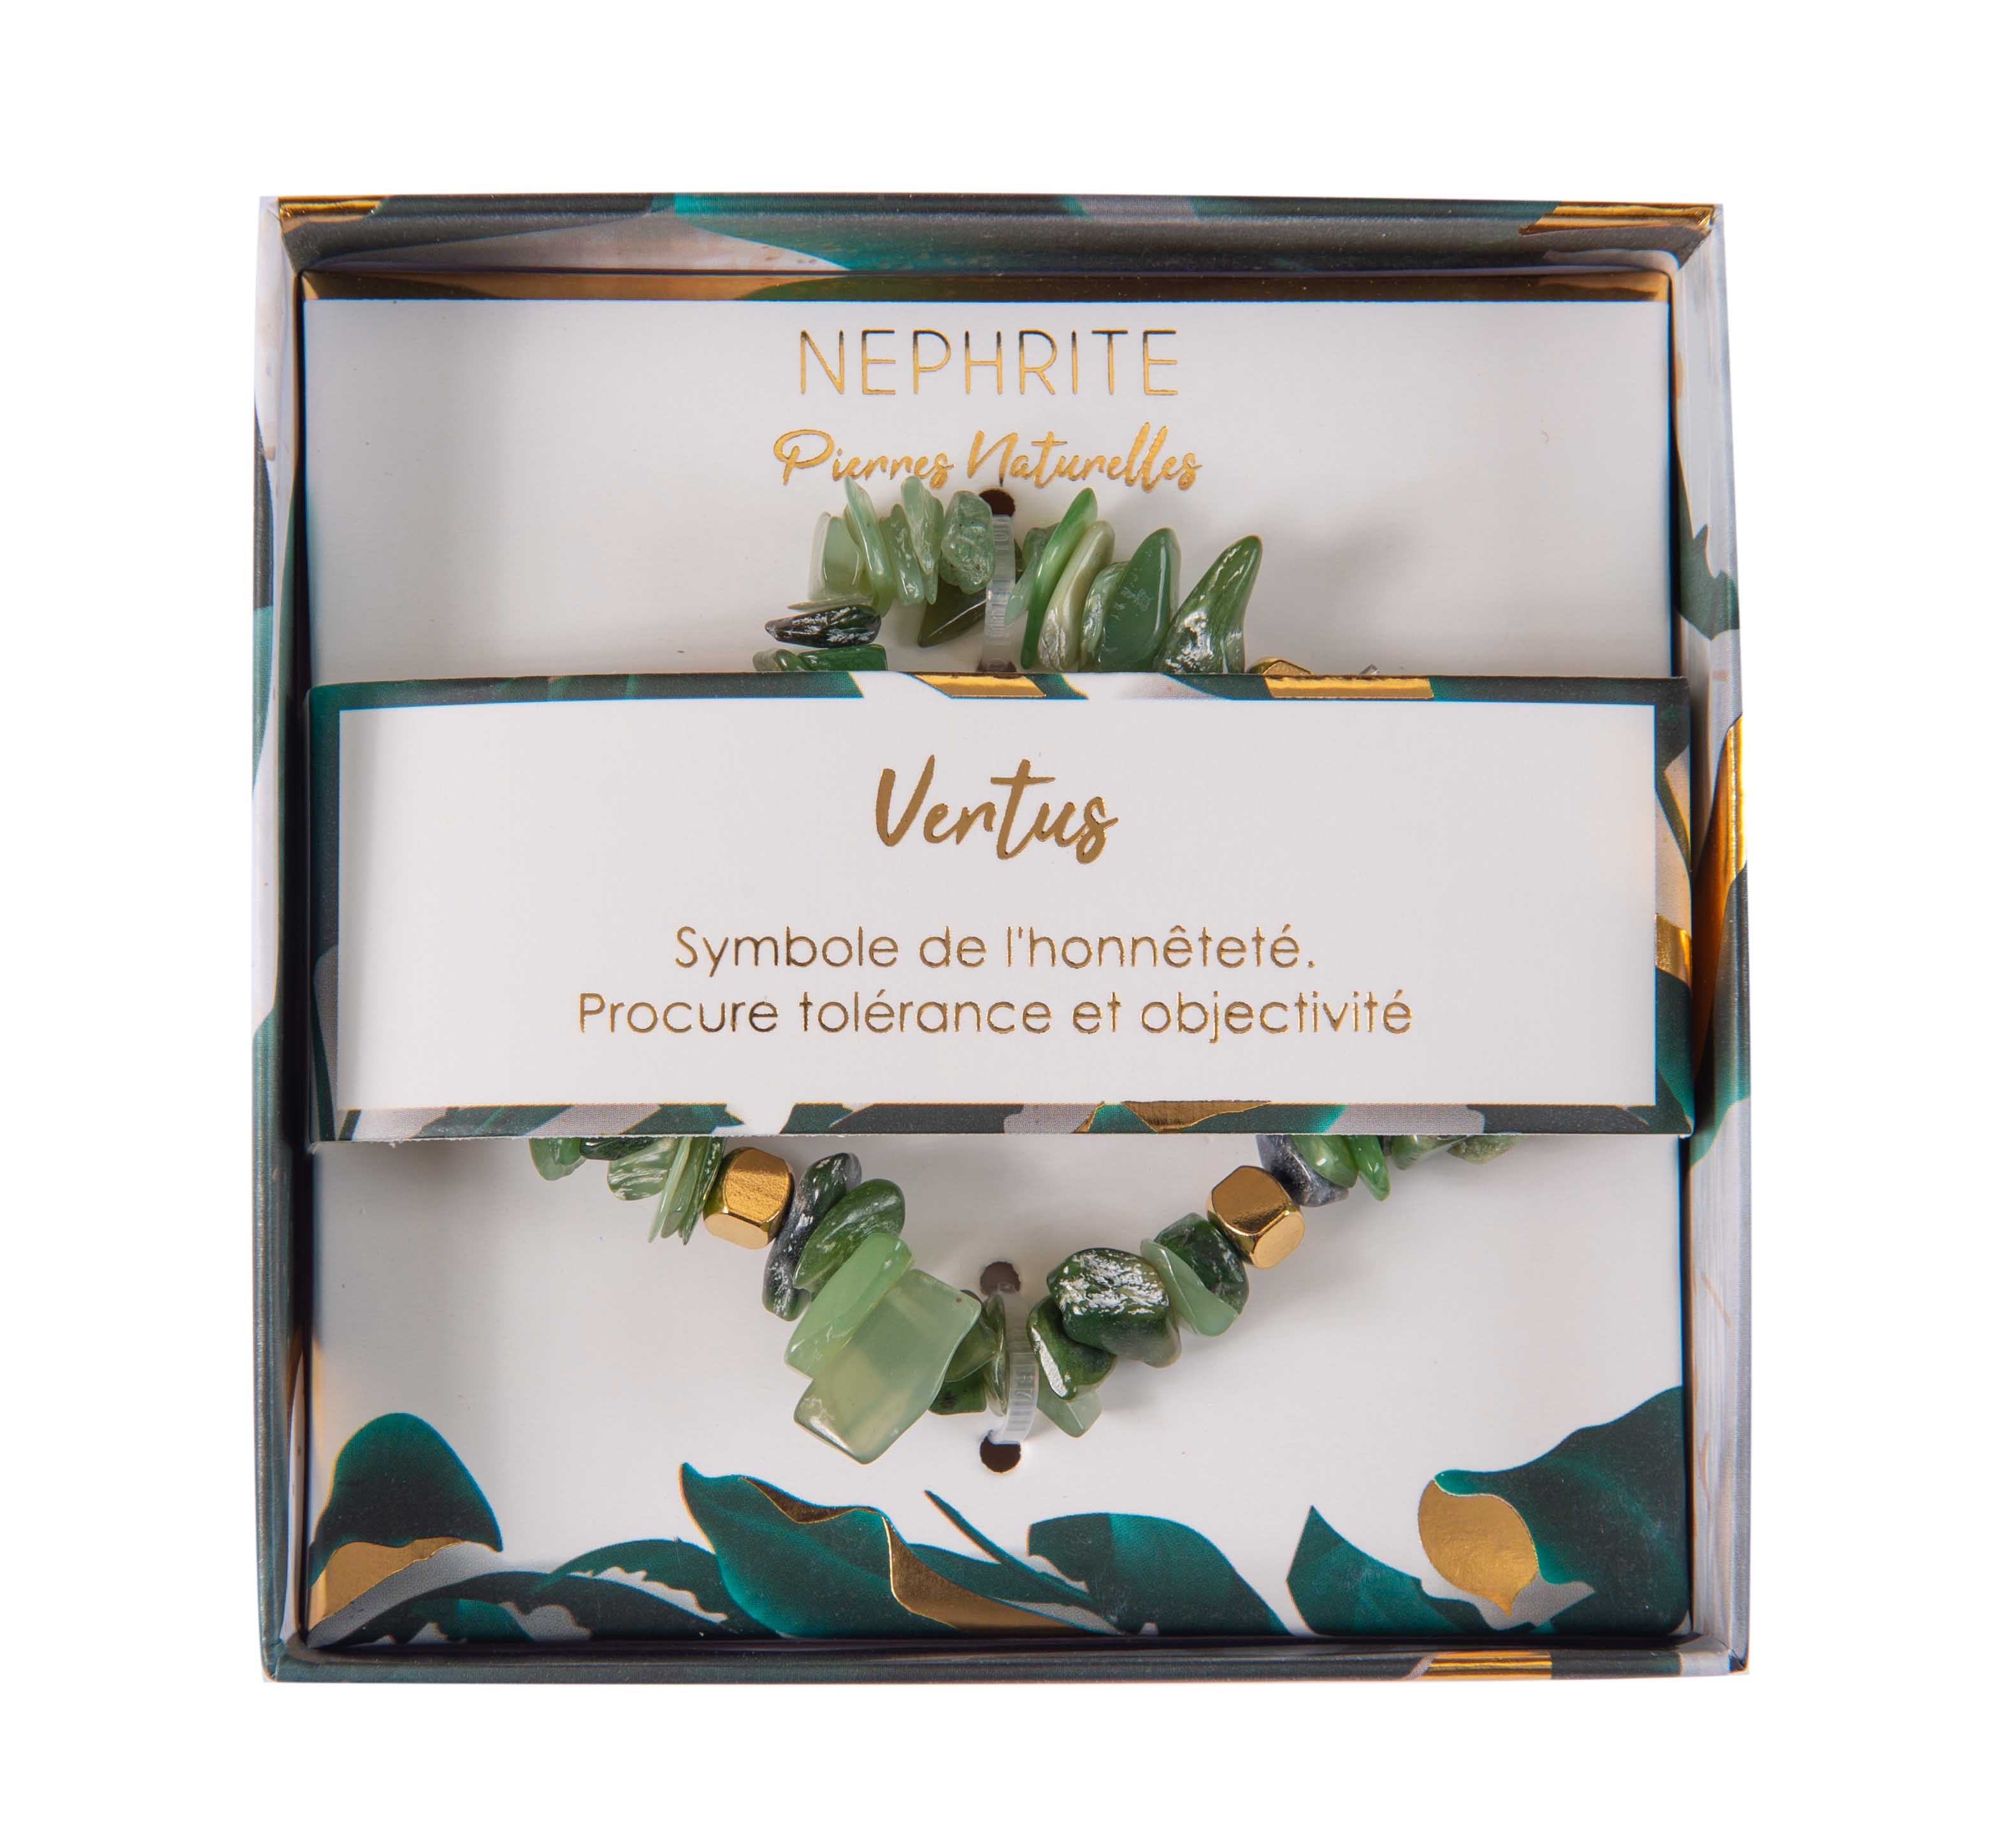 NEPHRITE
Pierres Naturelles
Vertus
Symbole de l'honnêteté.
Procure tolérance et objectivité